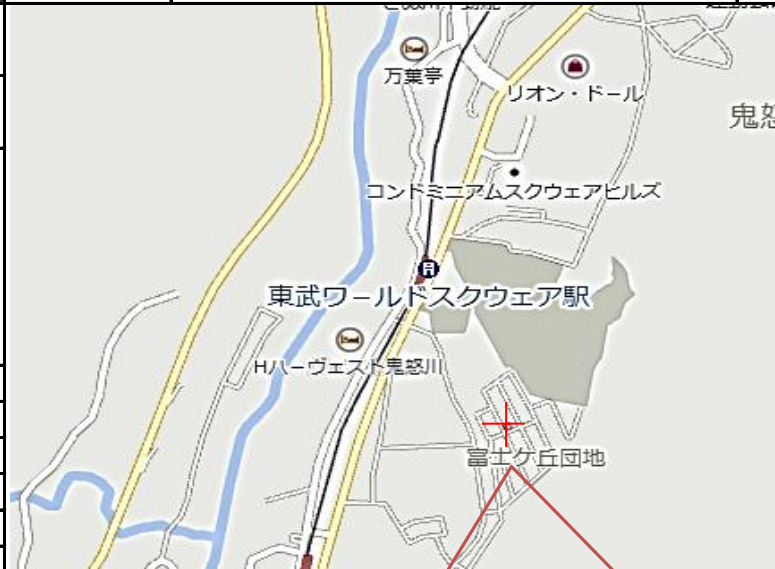 万葉亭
リオン・ドール
鬼怒
コンドミニアムスクウェアヒルズ
東武ワールドスクウェア駅
Hハーヴェスト鬼怒川
富士ケ丘団地